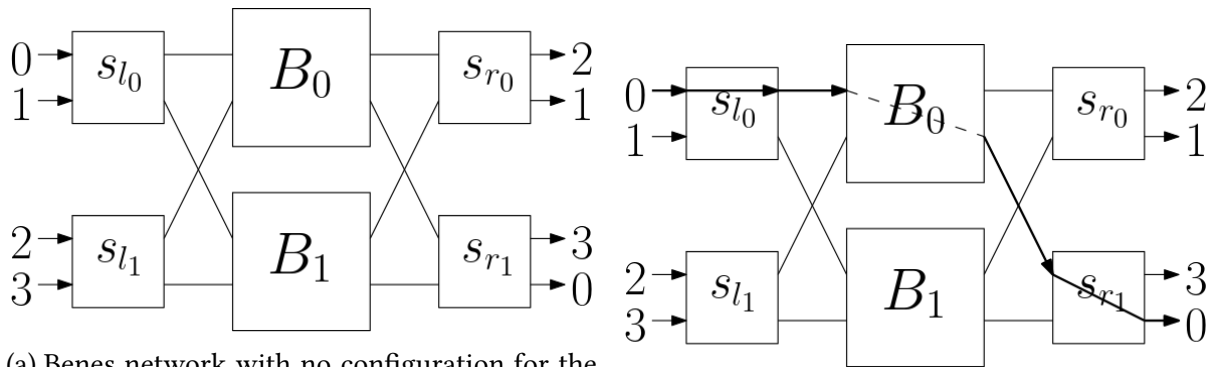 0 s_{l_0} B_0 s_{r_0} 2
1 1
2 s_{l_1} B_1 s_{r_1} 3
3 0
0 s_{l_0} B_0 s_{r_0} 2
1 1
2 s_{l_1} B_1 s_{r_1} 3
3 0
(a) Benes network with no configuration for the